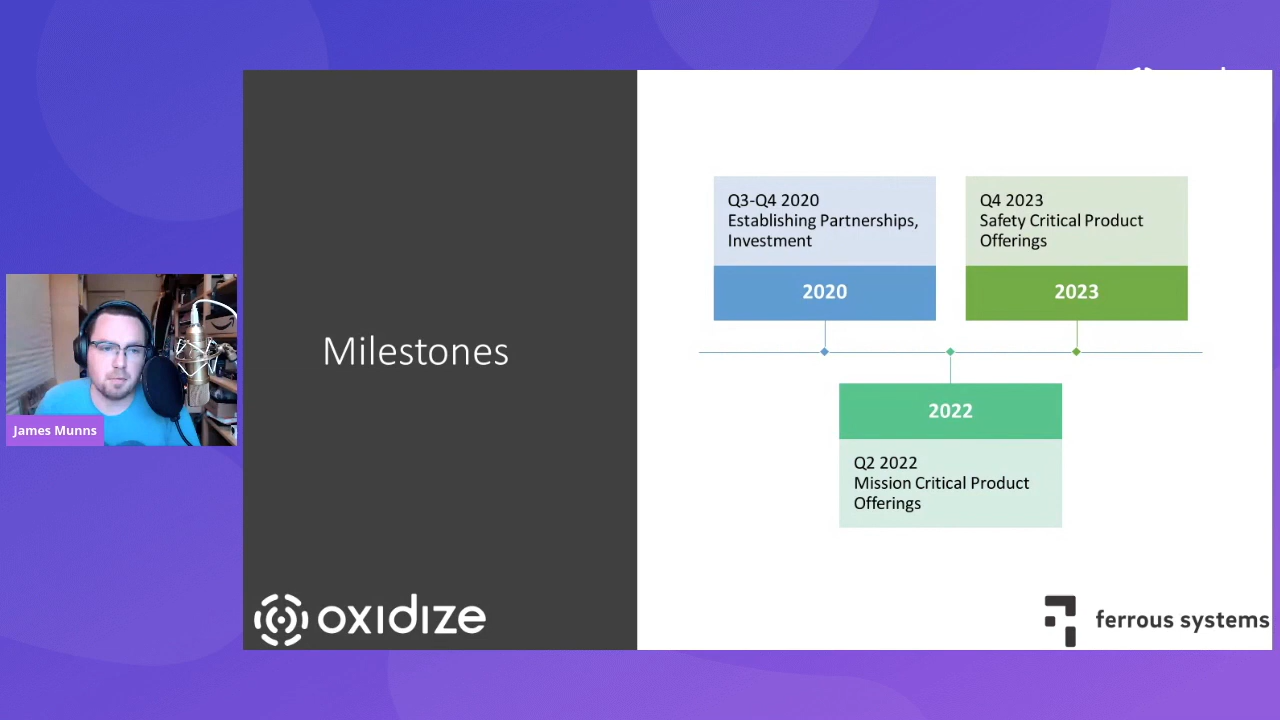 James Munns
Milestones
Q3-Q4 2020
Establishing Partnerships,
Investment
2020
Q4 2023
Safety Critical Product
Offerings
2023
2022
Q2 2022
Mission Critical Product
Offerings
oxidize
ferrous systems